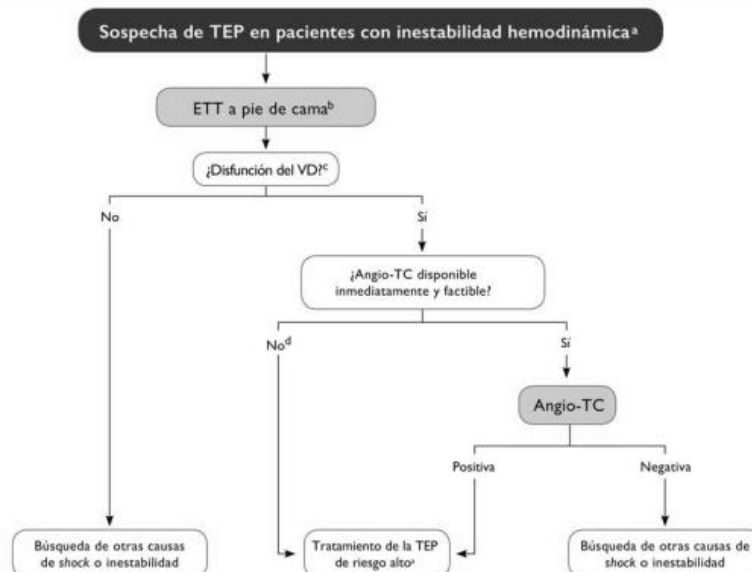 Sospecha de TEP en pacientes con inestabilidad hemodinámicaᵃ
ETT a pie de camaᵇ
¿Disfunción del VD?ᶜ
No
Sí
¿Angio-TC disponible
inmediatamente y factible?
Noᵈ
Sí
Angio-TC
Positiva
Negativa
Búsqueda de otras causas
de shock o inestabilidad
Tratamiento de la TEP
de riesgo altoᵃ
Búsqueda de otras causas de
shock o inestabilidad